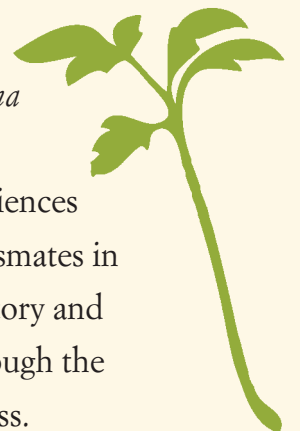 na
iences
smates in
ory and
ough the
ss.